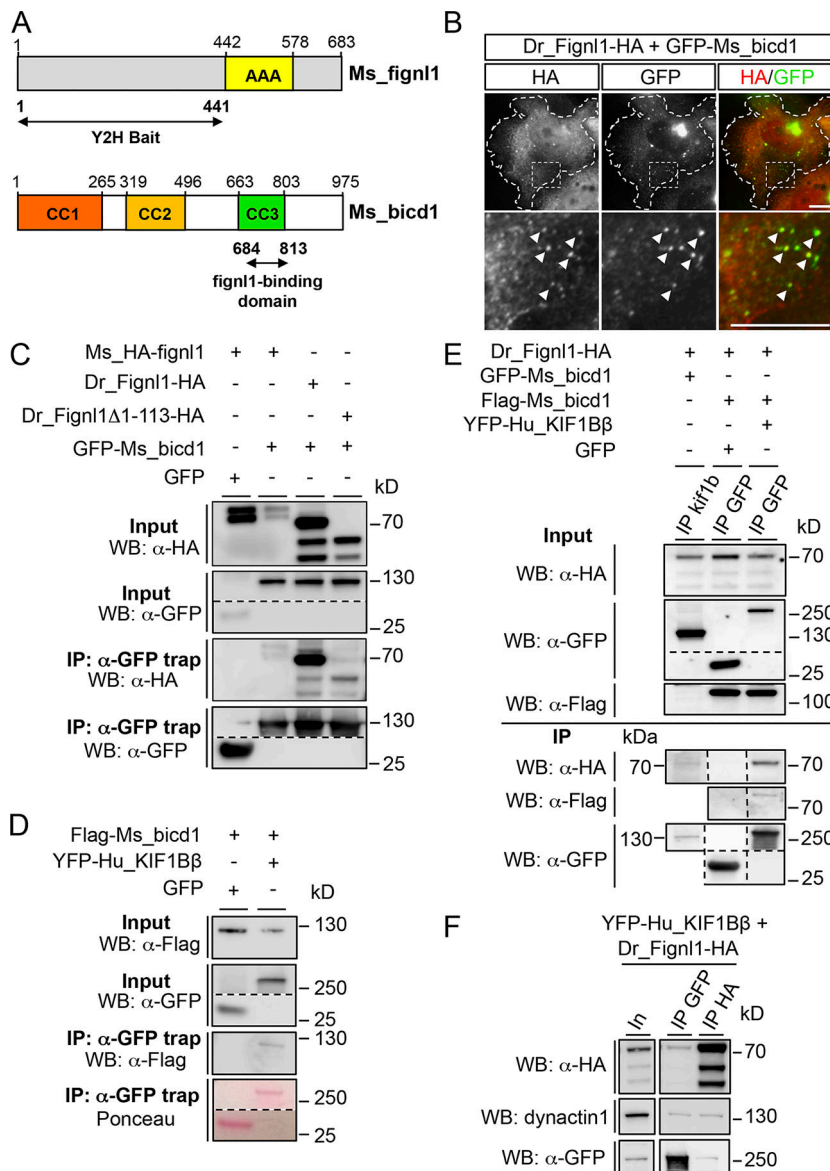 A
1 442 578 683
AAA
Ms_fignl1
1 441
Y2H Bait
1 265 319 496 663 803 975
CC1 CC2 CC3
Ms_bicd1
684 813
fignl1-binding
domain
B
Dr_Fignl1-HA + GFP-Ms_bicd1
HA GFP HA/GFP
C
Ms_HA-fignl1 + + - -
Dr_Fignl1-HA - - + -
Dr_Fignl1Δ1-113-HA - - - +
GFP-Ms_bicd1 - + + +
GFP + - - -
kD
Input
WB: α-HA
-70
Input
WB: α-GFP
-130
-25
IP: α-GFP trap
WB: α-HA
-70
IP: α-GFP trap
WB: α-GFP
-130
-25
D
Flag-Ms_bicd1 + +
YFP-Hu_KIF1Bβ - +
GFP + -
kD
Input
WB: α-Flag
- 130
Input
WB: α-GFP
- 250
- 25
IP: α-GFP trap
WB: α-Flag
- 130
IP: α-GFP trap
Ponceau
- 250
- 25
E
Dr_Fignl1-HA + + +
GFP-Ms_bicd1 + - -
Flag-Ms_bicd1 - + +
YFP-Hu_KIF1Bβ - - +
GFP - + -
IP kif1b IP GFP IP GFP
kD
Input
WB: α-HA
-70
WB: α-GFP
-250
-130
-25
WB: α-Flag
-100
IP kDa
WB: α-HA
70- -70
WB: α-Flag
-70
WB: α-GFP
130- -250
-25
F
YFP-Hu_KIF1Bβ +
Dr_Fignl1-HA
In IP GFP IP HA
kD
WB: α-HA
-70
WB: dynactin1
-130
WB: α-GFP
-250